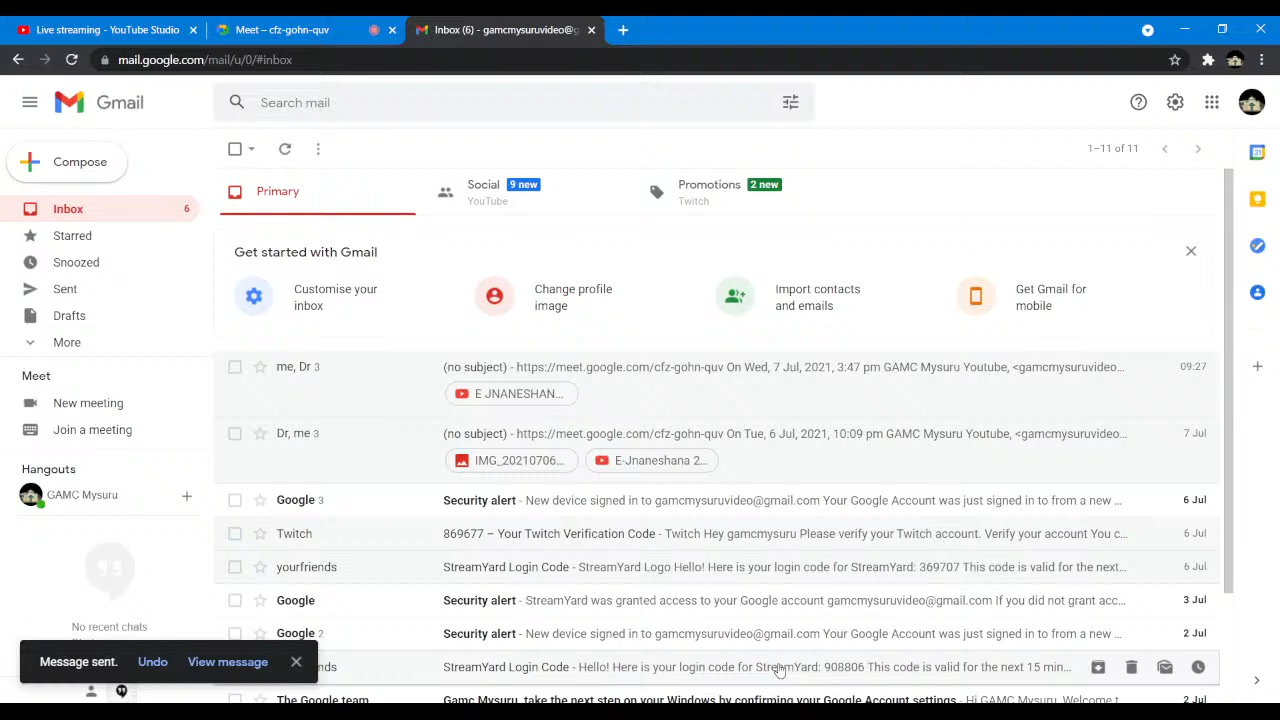 Live streaming - YouTube Studio
Meet – cfz-gohn-quv
Inbox (6) - gamcmysuruvideo@g
mail.google.com/mail/u/0/#inbox
Gmail
Search mail
Compose
1–11 of 11
Primary
Social 9 new
YouTube
Promotions 2 new
Twitch
Inbox 6
Starred
Snoozed
Sent
Drafts
More
Get started with Gmail
Customise your
inbox
Change profile
image
Import contacts
and emails
Get Gmail for
mobile
Meet
New meeting
Join a meeting
Hangouts
GAMC Mysuru
No recent chats
me, Dr 3 (no subject) - https://meet.google.com/cfz-gohn-quv On Wed, 7 Jul, 2021, 3:47 pm GAMC Mysuru Youtube, <gamcmysuruvideo... 09:27
E JNANESHAN...
Dr, me 3 (no subject) - https://meet.google.com/cfz-gohn-quv On Tue, 6 Jul, 2021, 10:09 pm GAMC Mysuru Youtube, <gamcmysuruvideo... 7 Jul
IMG_20210706... E-Jnaneshana 2...
Google 3 Security alert - New device signed in to gamcmysuruvideo@gmail.com Your Google Account was just signed in to from a new ... 6 Jul
Twitch 869677 – Your Twitch Verification Code - Twitch Hey gamcmysuru Please verify your Twitch account. Verify your account You c... 6 Jul
yourfriends StreamYard Login Code - StreamYard Logo Hello! Here is your login code for StreamYard: 369707 This code is valid for the next... 6 Jul
Google Security alert - StreamYard was granted access to your Google account gamcmysuruvideo@gmail.com If you did not grant acc... 3 Jul
Google 2 Security alert - New device signed in to gamcmysuruvideo@gmail.com Your Google Account was just signed in to from a new ... 2 Jul
nds StreamYard Login Code - Hello! Here is your login code for StreamYard: 908806 This code is valid for the next 15 min...
The Google team Gamc Mysuru, take the next step on your Windows by confirming your Google Account settings - Hi GAMC Mysuru, Welcome t... 2 Jul
Message sent. Undo View message